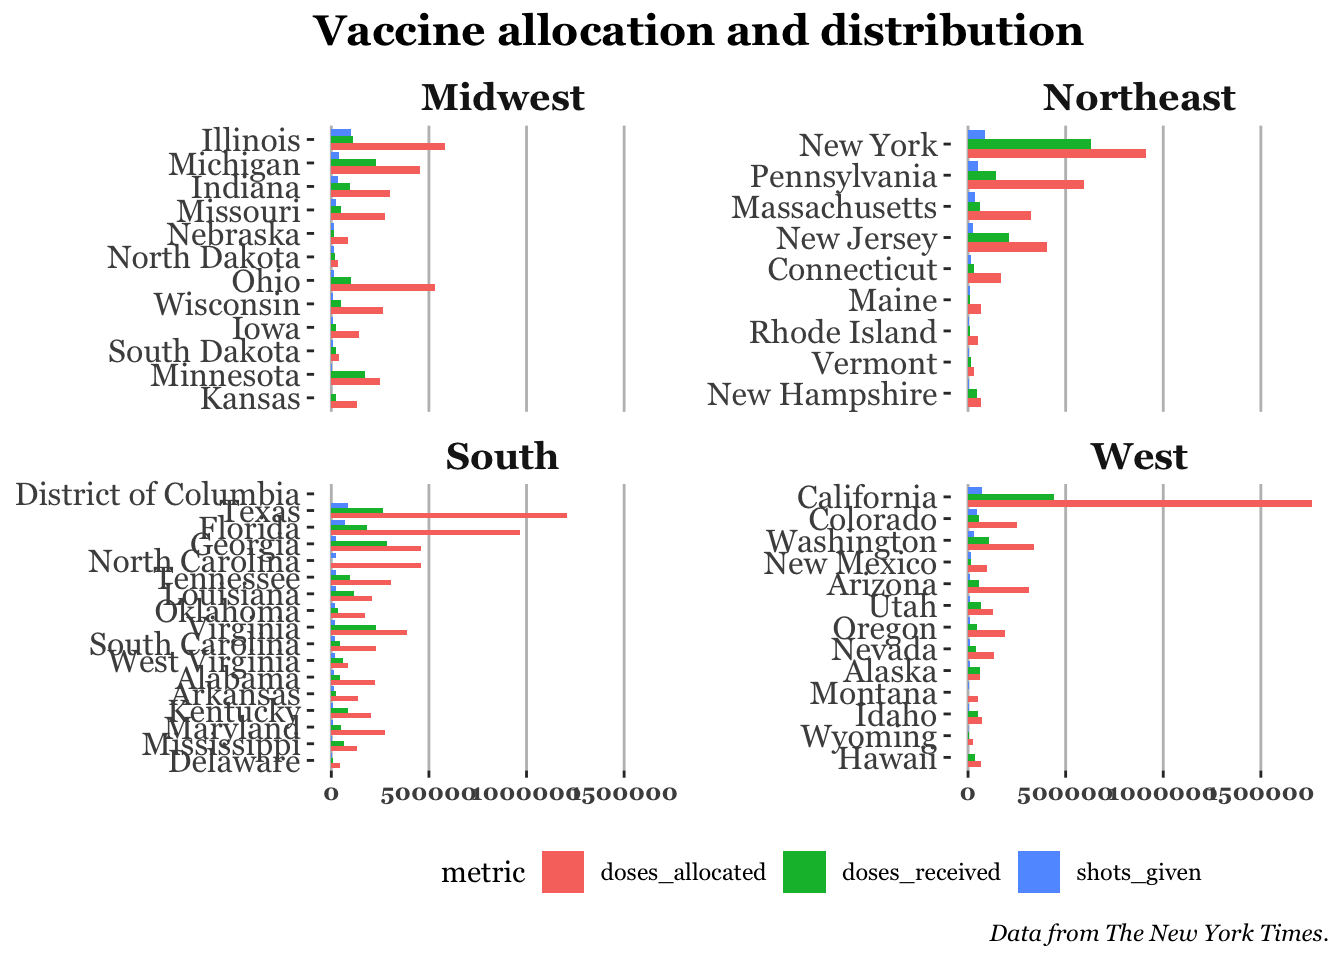 Vaccine allocation and distribution
Midwest
Illinois
Michigan
Indiana
Missouri
Nebraska
North Dakota
Ohio
Wisconsin
Iowa
South Dakota
Minnesota
Kansas
Northeast
New York
Pennsylvania
Massachusetts
New Jersey
Connecticut
Maine
Rhode Island
Vermont
New Hampshire
South
District of Columbia
Texas
Florida
Georgia
North Carolina
Tennessee
Louisiana
Oklahoma
Virginia
South Carolina
West Virginia
Alabama
Arkansas
Kentucky
Maryland
Mississippi
Delaware
0 500000 1000000 1500000
West
California
Colorado
Washington
New Mexico
Arizona
Utah
Oregon
Nevada
Alaska
Montana
Idaho
Wyoming
Hawaii
0 500000 1000000 1500000
metric doses_allocated doses_received shots_given
Data from The New York Times.